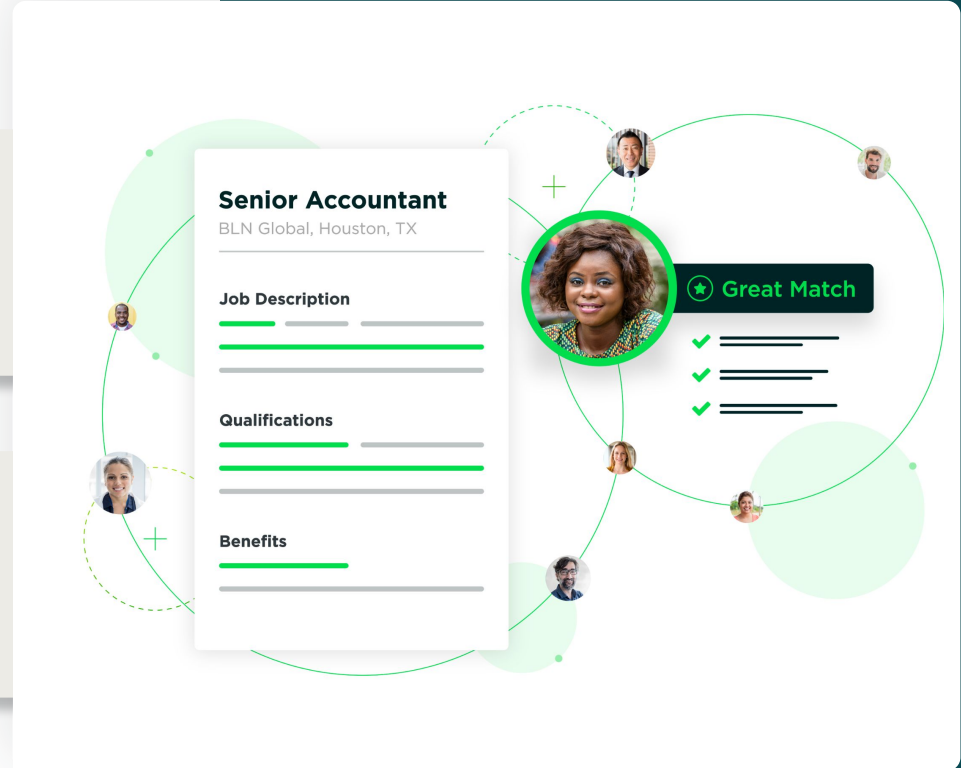 Senior Accountant
BLN Global, Houston, TX
Job Description
Qualifications
Benefits
Great Match